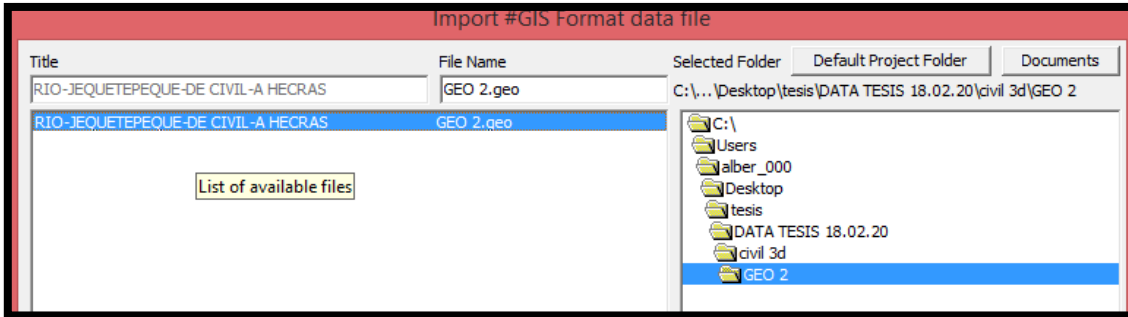 Import #GIS Format data file
Title File Name Selected Folder Default Project Folder Documents
RIO-JEQUETEPEQUE-DE CIVIL-A HECRAS GEO 2.geo C:\...\Desktop\tesis\DATA TESIS 18.02.20\civil 3d\GEO 2
RIO-JEQUETEPEQUE-DE CIVIL-A HECRAS GEO 2.geo
List of available files
C:\
Users
alber_000
Desktop
tesis
DATA TESIS 18.02.20
civil 3d
GEO 2